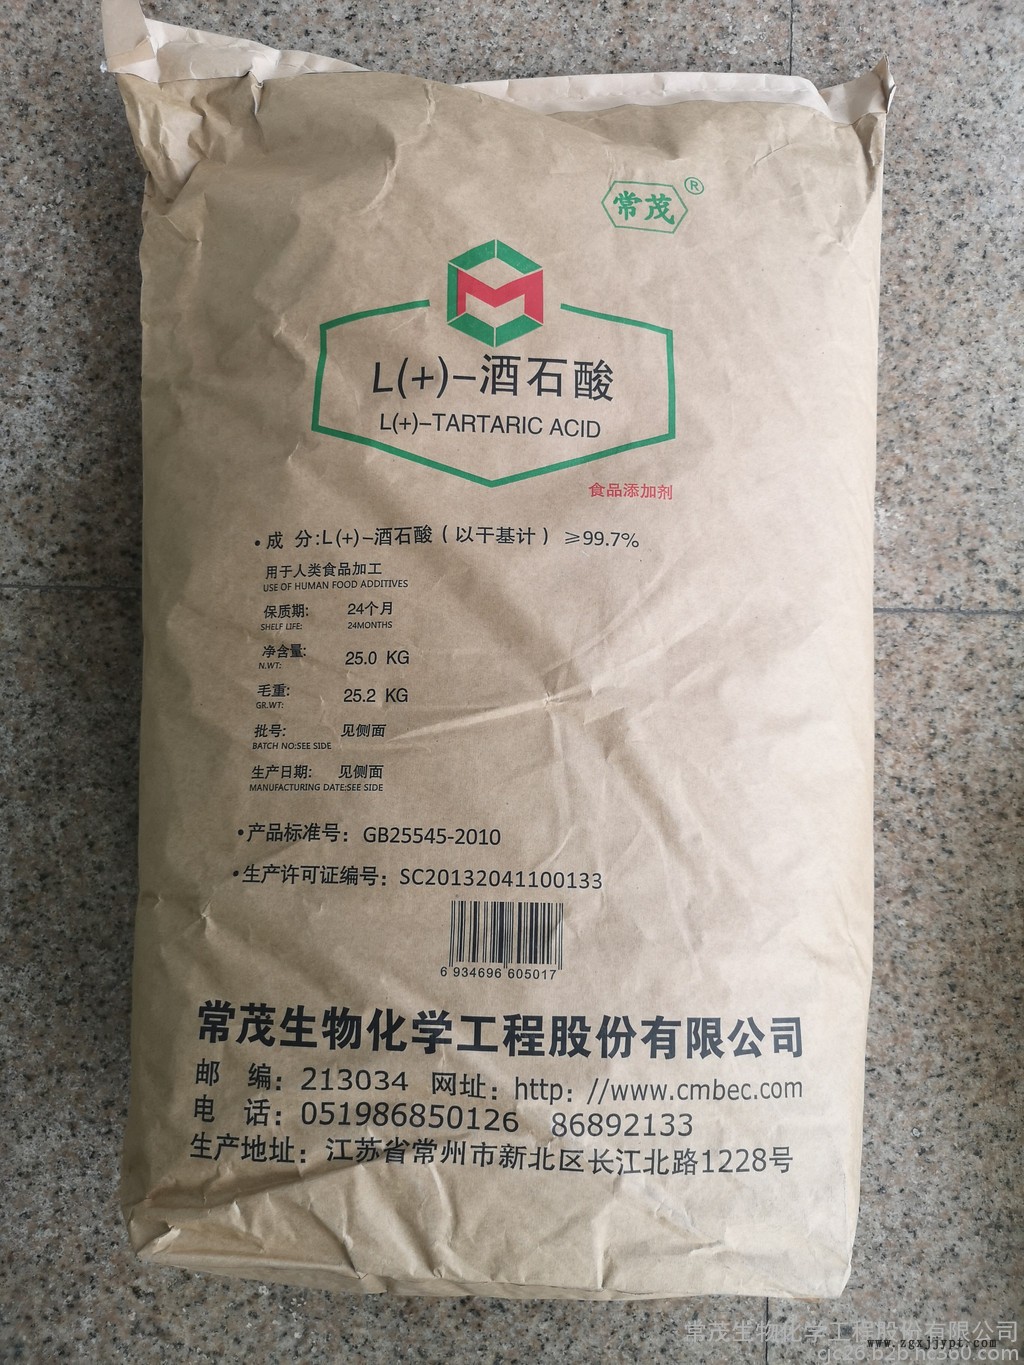 常茂®
L(+)-酒石酸
L(+)-TARTARIC ACID
食品添加剂
•成 分:L(+)-酒石酸(以干基计) ≥99.7%
用于人类食品加工
USE OF HUMAN FOOD ADDITIVES
保质期: 24个月
SHELF LIFE: 24MONTHS
净含量: 25.0 KG
N.WT:
毛重: 25.2 KG
GR.WT:
批号: 见侧面
BATCH NO:SEE SIDE
生产日期: 见侧面
MANUFACTURING DATE:SEE SIDE
•产品标准号: GB25545-2010
•生产许可证编号: SC20132041100133
6 934696 605017
常茂生物化学工程股份有限公司
邮 编: 213034 网址: http: //www.cmbec.com
电 话: 051986850126 86892133
生产地址: 江苏省常州市新北区长江北路1228号
常茂生物化学工程股份有限公司
www.zgxjjypt.com
cjc26.b2b.hc360.com